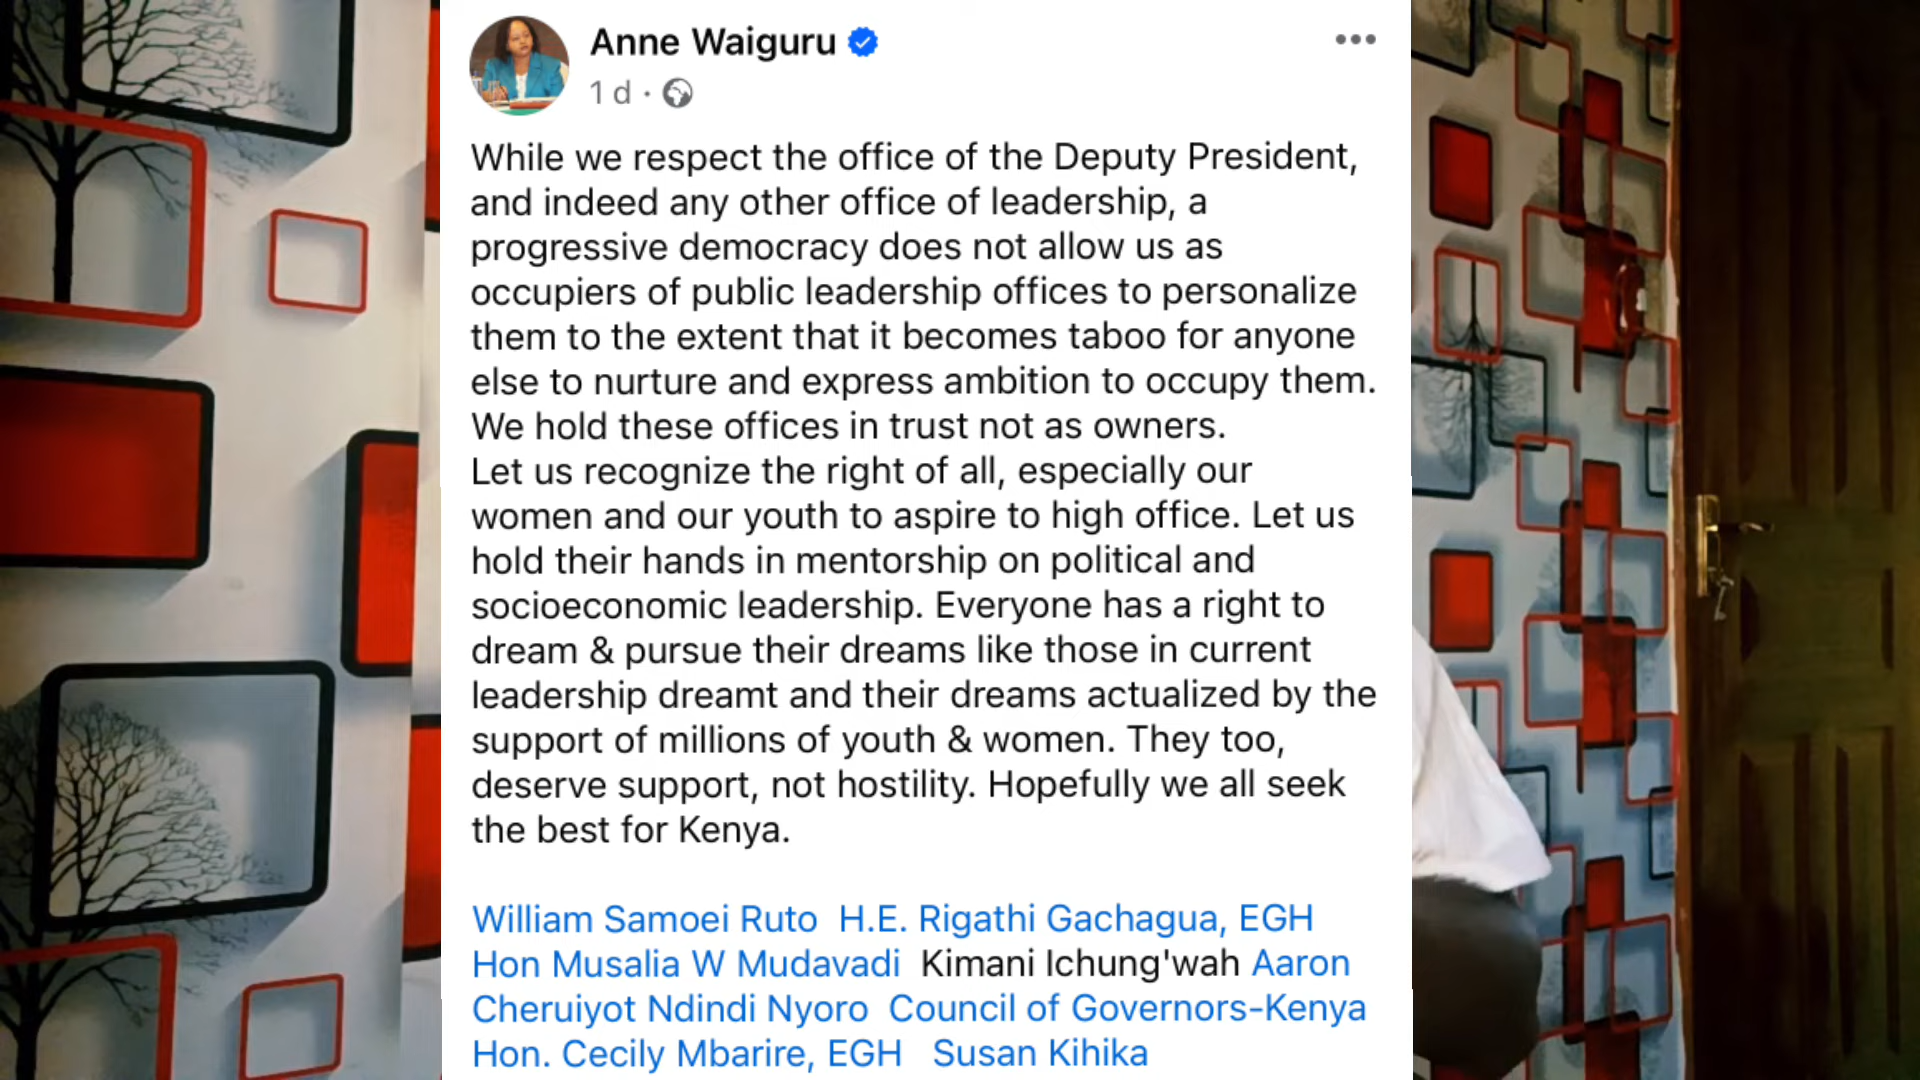 Anne Waiguru
1 d ·
While we respect the office of the Deputy President,
and indeed any other office of leadership, a
progressive democracy does not allow us as
occupiers of public leadership offices to personalize
them to the extent that it becomes taboo for anyone
else to nurture and express ambition to occupy them.
We hold these offices in trust not as owners.
Let us recognize the right of all, especially our
women and our youth to aspire to high office. Let us
hold their hands in mentorship on political and
socioeconomic leadership. Everyone has a right to
dream & pursue their dreams like those in current
leadership dreamt and their dreams actualized by the
support of millions of youth & women. They too,
deserve support, not hostility. Hopefully we all seek
the best for Kenya.
William Samoei Ruto H.E. Rigathi Gachagua, EGH
Hon Musalia W Mudavadi Kimani Ichung'wah Aaron
Cheruiyot Ndindi Nyoro Council of Governors-Kenya
Hon. Cecily Mbarire, EGH Susan Kihika